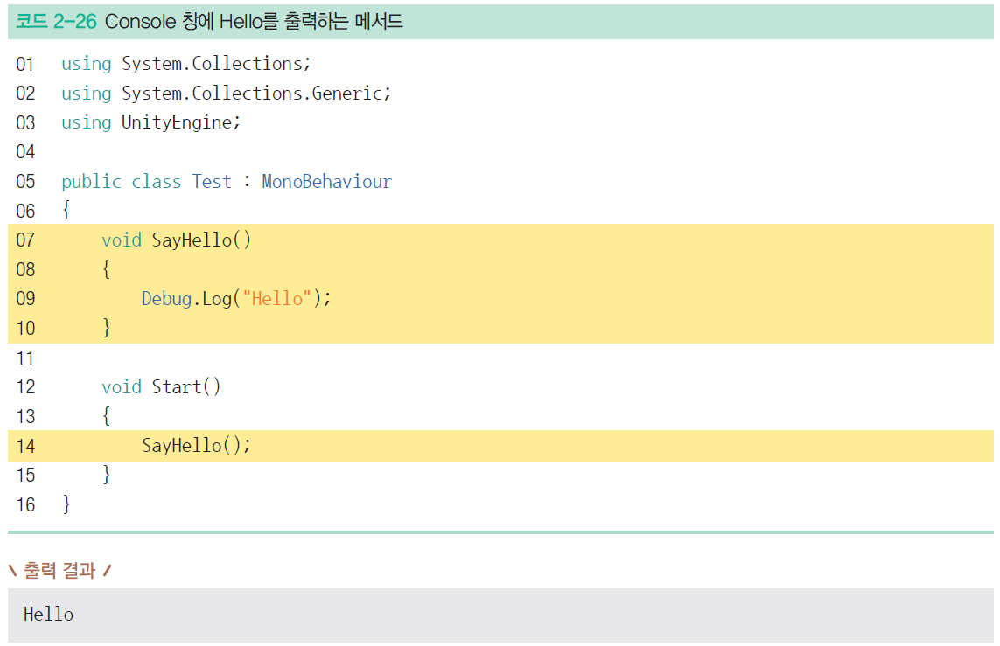 코드 2-26 Console 창에 Hello를 출력하는 메서드
01 using System.Collections;
02 using System.Collections.Generic;
03 using UnityEngine;
04
05 public class Test : MonoBehaviour
06 {
07     void SayHello()
08     {
09         Debug.Log("Hello");
10     }
11
12     void Start()
13     {
14         SayHello();
15     }
16 }
\ 출력 결과 /
Hello